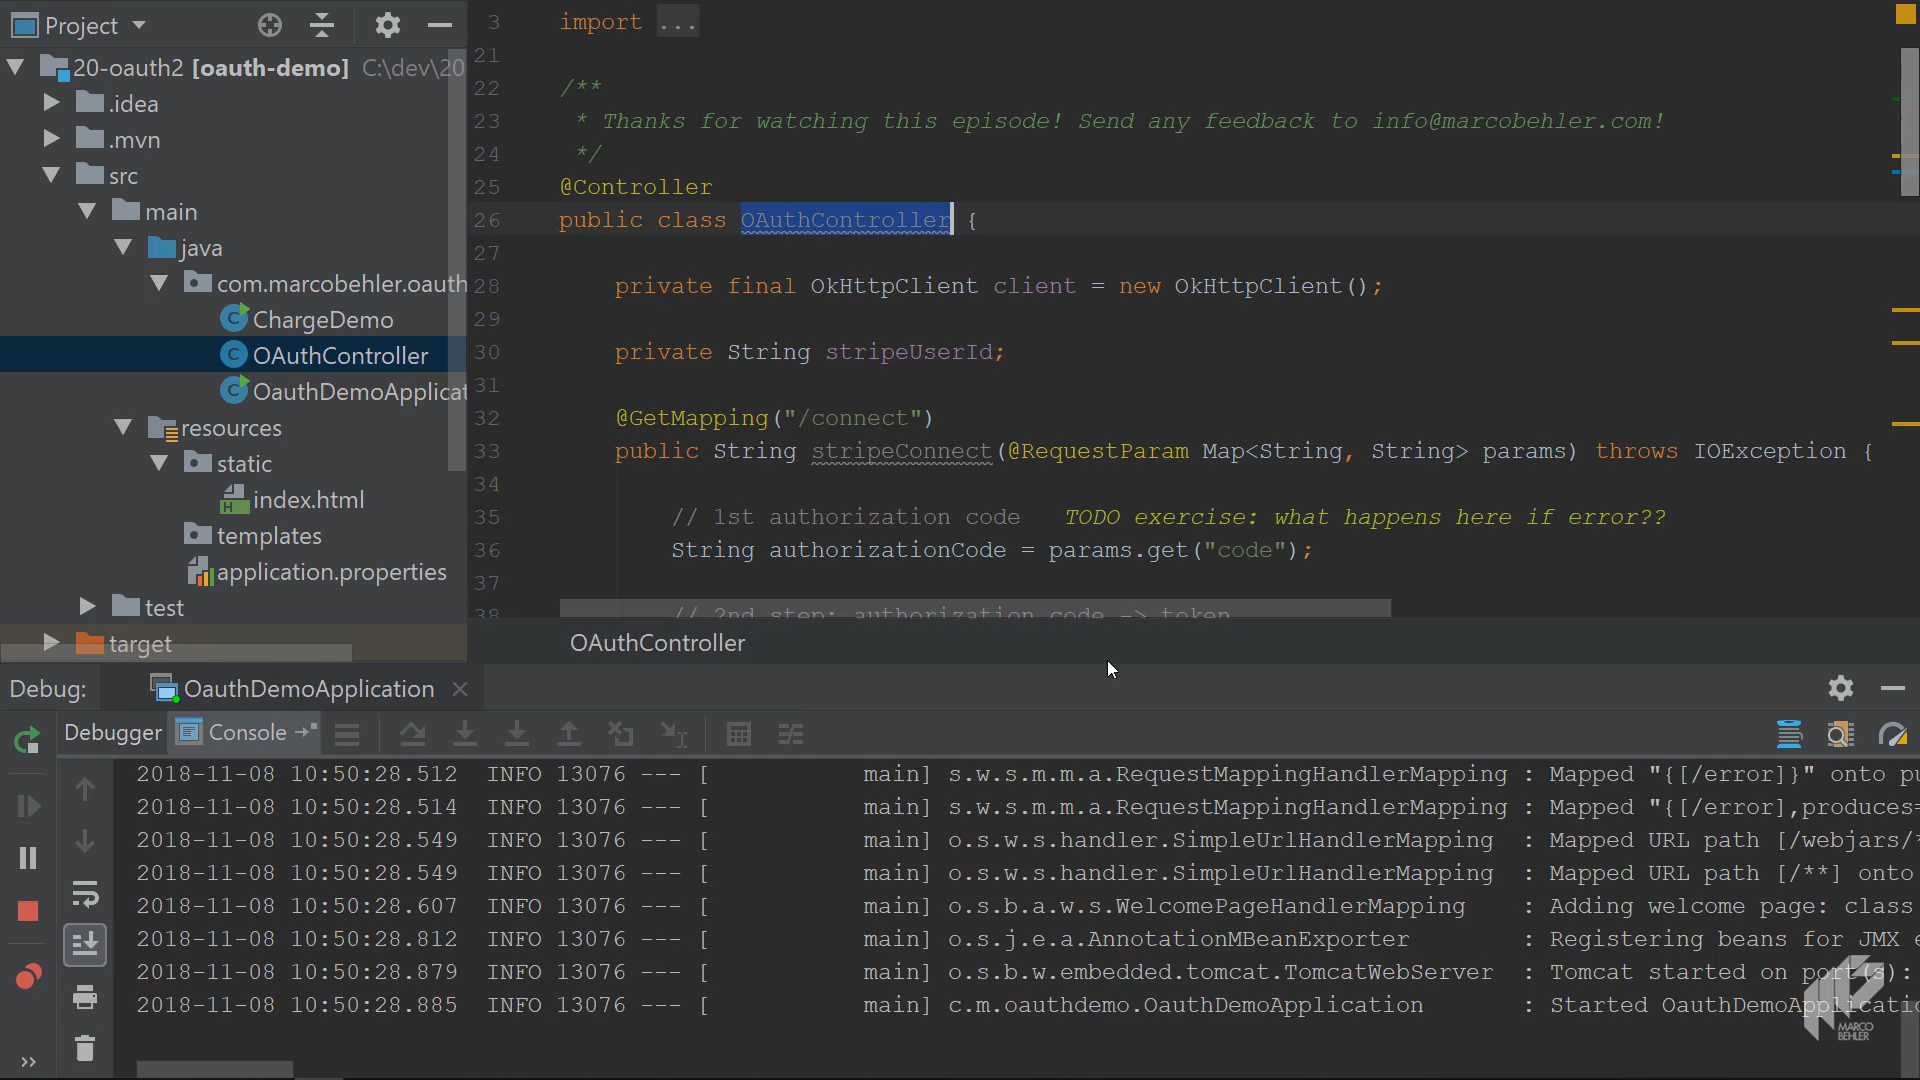 Project
20-oauth2 [oauth-demo] C:\dev\20
.idea
.mvn
src
main
java
com.marcobehler.oauth
ChargeDemo
OAuthController
OauthDemoApplicat
resources
static
index.html
templates
application.properties
test
target
3 import ...
21
22 /**
23 * Thanks for watching this episode! Send any feedback to info@marcobehler.com!
24 */
25 @Controller
26 public class OAuthController {
27
28 private final OkHttpClient client = new OkHttpClient();
29
30 private String stripeUserId;
31
32 @GetMapping("/connect")
33 public String stripeConnect(@RequestParam Map<String, String> params) throws IOException {
34
35 // 1st authorization code TODO exercise: what happens here if error??
36 String authorizationCode = params.get("code");
37
38 // 2nd step: authorization code -> token
OAuthController
Debug: OauthDemoApplication
Debugger Console
2018-11-08 10:50:28.512 INFO 13076 --- [ main] s.w.s.m.m.a.RequestMappingHandlerMapping : Mapped "{[/error]}" onto pu
2018-11-08 10:50:28.514 INFO 13076 --- [ main] s.w.s.m.m.a.RequestMappingHandlerMapping : Mapped "{[/error],produces=
2018-11-08 10:50:28.549 INFO 13076 --- [ main] o.s.w.s.handler.SimpleUrlHandlerMapping : Mapped URL path [/webjars/*
2018-11-08 10:50:28.549 INFO 13076 --- [ main] o.s.w.s.handler.SimpleUrlHandlerMapping : Mapped URL path [/**] onto
2018-11-08 10:50:28.607 INFO 13076 --- [ main] o.s.b.a.w.s.WelcomePageHandlerMapping : Adding welcome page: class
2018-11-08 10:50:28.812 INFO 13076 --- [ main] o.s.j.e.a.AnnotationMBeanExporter : Registering beans for JMX e
2018-11-08 10:50:28.879 INFO 13076 --- [ main] o.s.b.w.embedded.tomcat.TomcatWebServer : Tomcat started on port(s):
2018-11-08 10:50:28.885 INFO 13076 --- [ main] c.m.oauthdemo.OauthDemoApplication : Started OauthDemoApplicatio
MARCO
BEHLER